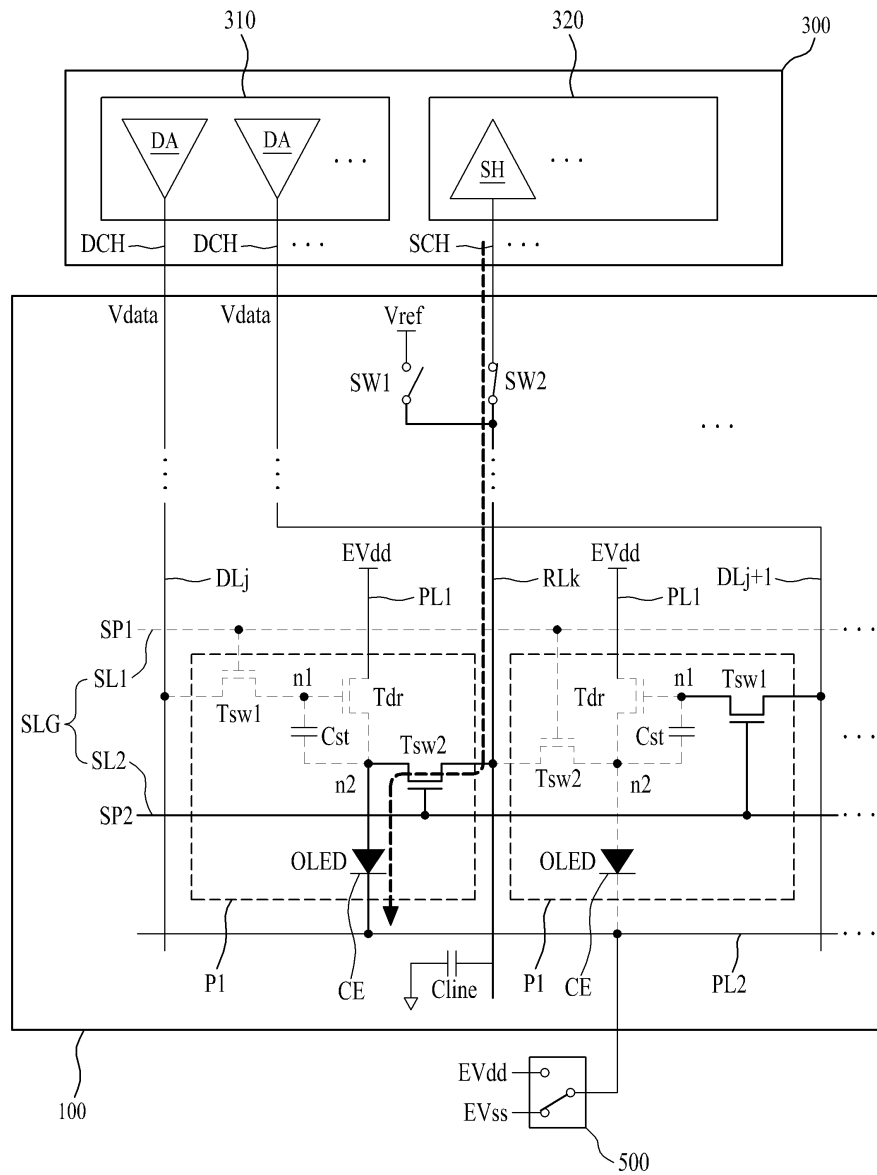 310 320 300
DA DA · · · SH · · ·
DCH DCH · · · SCH · · ·
Vdata Vdata Vref
SW1 SW2
· · ·
EVdd EVdd
DLj PL1 RLk PL1 DLj+1
SP1 · · ·
SL1 n1 n1 Tsw1
Tsw1 Tdr Tdr
SLG Cst Tsw2 Cst · · ·
SL2 Tsw2
n2 n2
SP2 · · ·
OLED OLED
· · ·
P1 CE Cline P1 CE PL2
EVdd
100 EVss
500